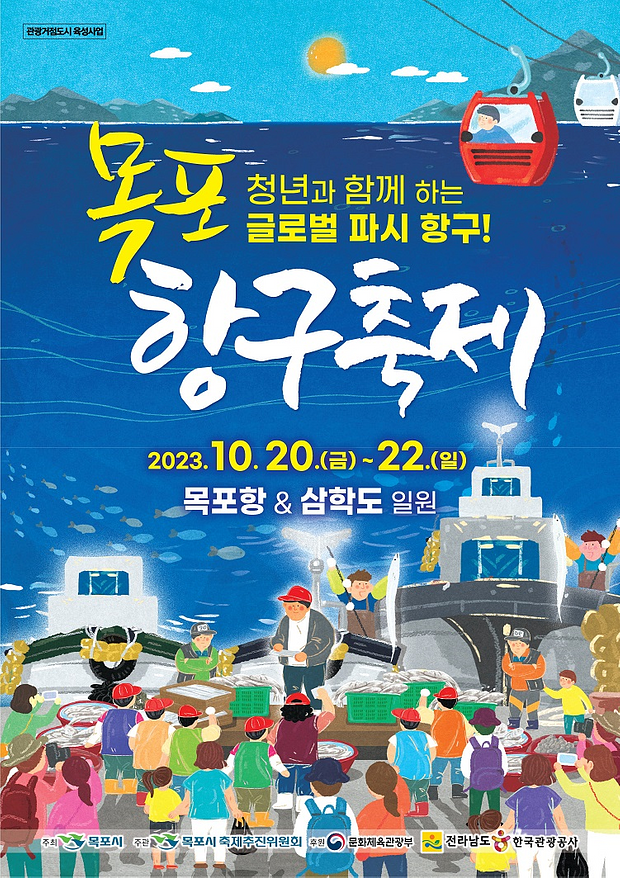 관광거점도시 육성사업
목포
청년과 함께 하는
글로벌 파시 항구!
항구축제
2023.10. 20.(금) ~ 22.(일)
목포항 & 삼학도 일원
주최 목포시 주관 목포시 축제추진위원회 후원 문화체육관광부 전라남도 한국관광공사